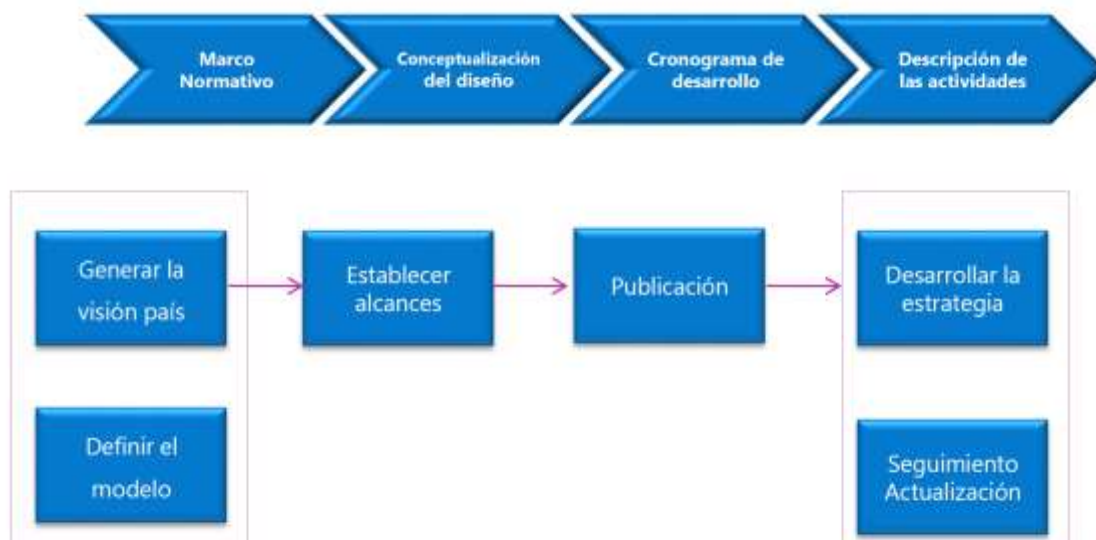 Marco
Normativo
Conceptualización
del diseño
Cronograma de
desarrollo
Descripción de
las actividades
Generar la
visión país
Establecer
alcances
Publicación
Desarrollar la
estrategia
Definir el
modelo
Seguimiento
Actualización